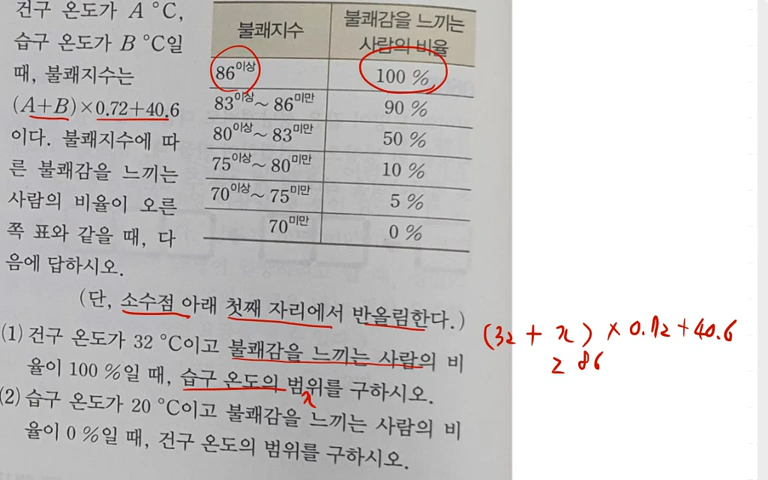 건구 온도가 A ℃,
습구 온도가 B ℃일
때, 불쾌지수는
(A+B)×0.72+40.6
이다. 불쾌지수에 따
른 불쾌감을 느끼는
사람의 비율이 오른
쪽 표와 같을 때, 다
음에 답하시오.
불쾌지수 불쾌감을 느끼는 사람의 비율
86이상 100 %
83이상~86미만 90 %
80이상~83미만 50 %
75이상~80미만 10 %
70이상~75미만 5 %
70미만 0 %
(단, 소수점 아래 첫째 자리에서 반올림한다.)
(1) 건구 온도가 32 ℃이고 불쾌감을 느끼는 사람의 비
율이 100 %일 때, 습구 온도의 범위를 구하시오.
x
(2) 습구 온도가 20 ℃이고 불쾌감을 느끼는 사람의 비
율이 0 %일 때, 건구 온도의 범위를 구하시오.
(32 + x) × 0.72 + 40.6
≥ 86